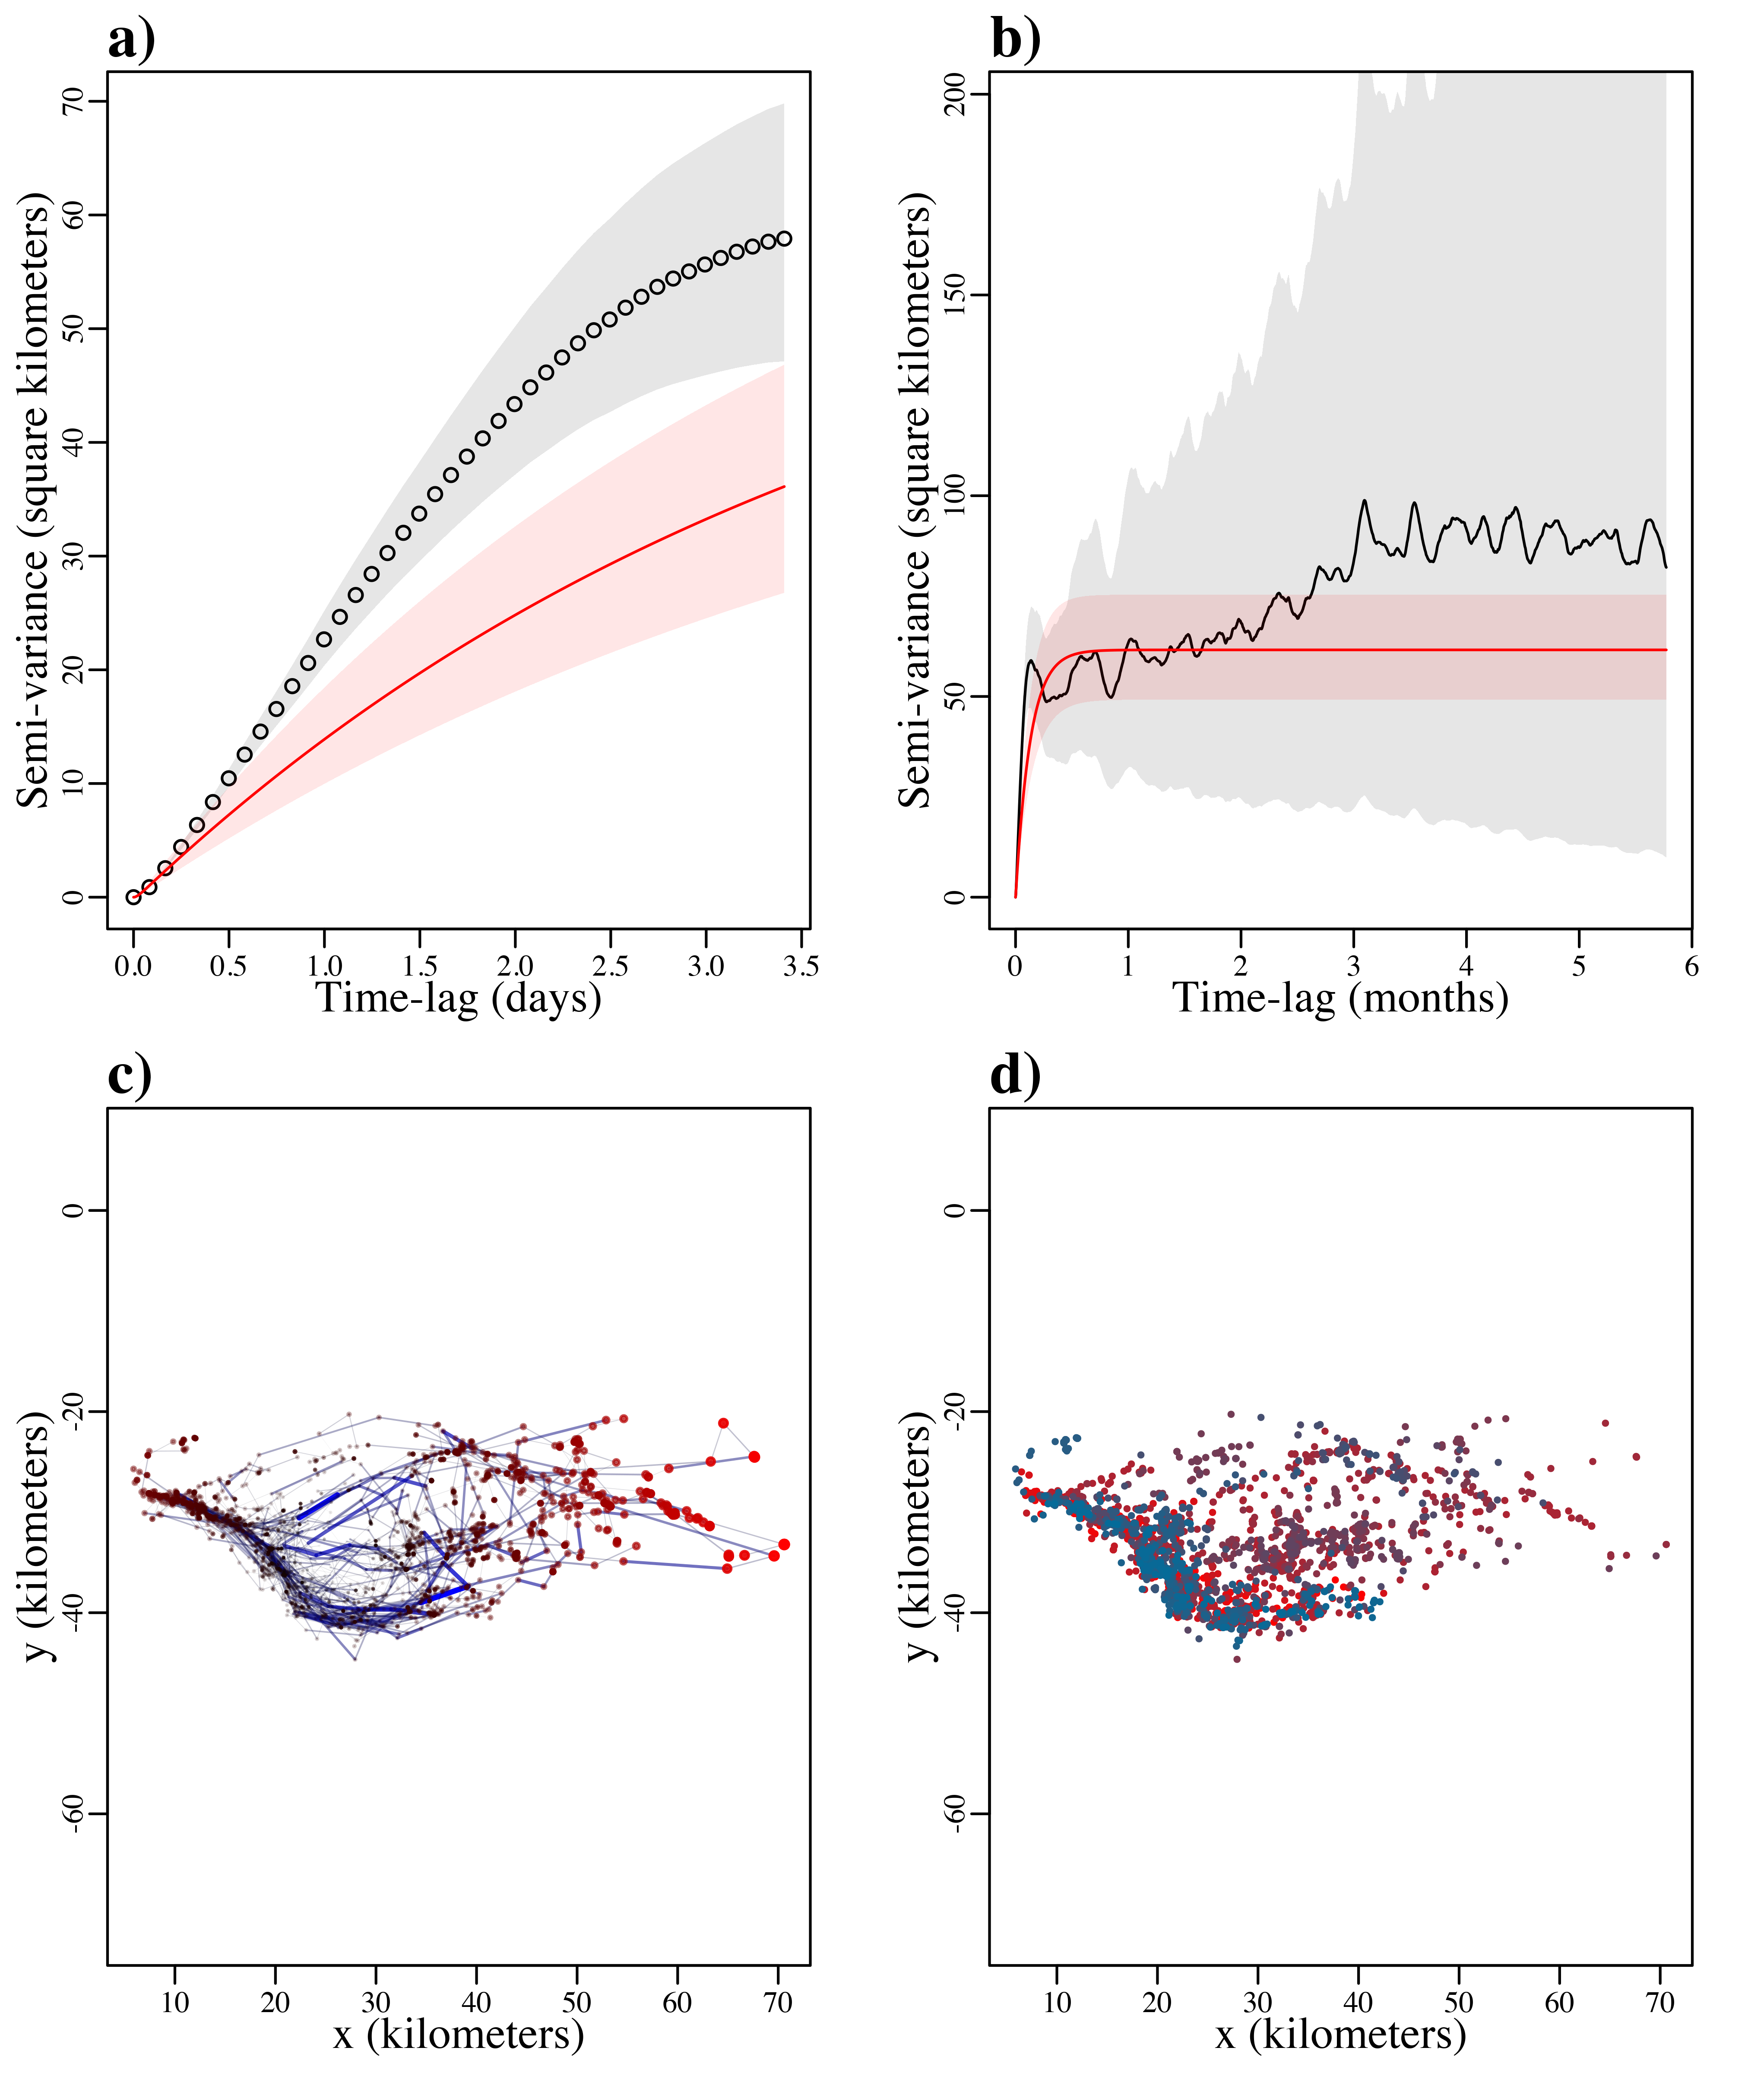 a)
Semi-variance (square kilometers)
0 10 20 30 40 50 60 70
0.0 0.5 1.0 1.5 2.0 2.5 3.0 3.5
Time-lag (days)
b)
Semi-variance (square kilometers)
0 50 100 150 200
0 1 2 3 4 5 6
Time-lag (months)
c)
y (kilometers)
-60 -40 -20 0
10 20 30 40 50 60 70
x (kilometers)
d)
y (kilometers)
-60 -40 -20 0
10 20 30 40 50 60 70
x (kilometers)